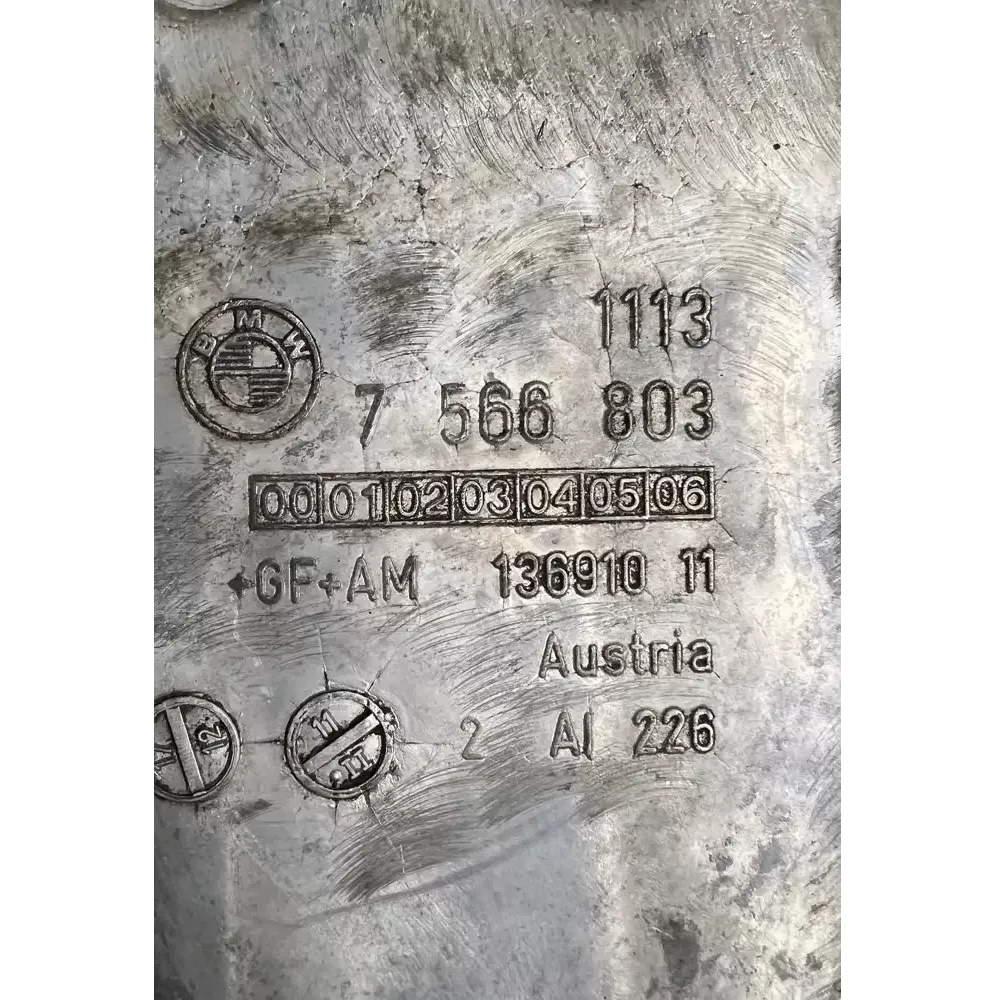 BMW
1113
7 566 803
00 01 02 03 04 05 06
+GF+AM 136910 11
Austria
2 Al 226
12
11